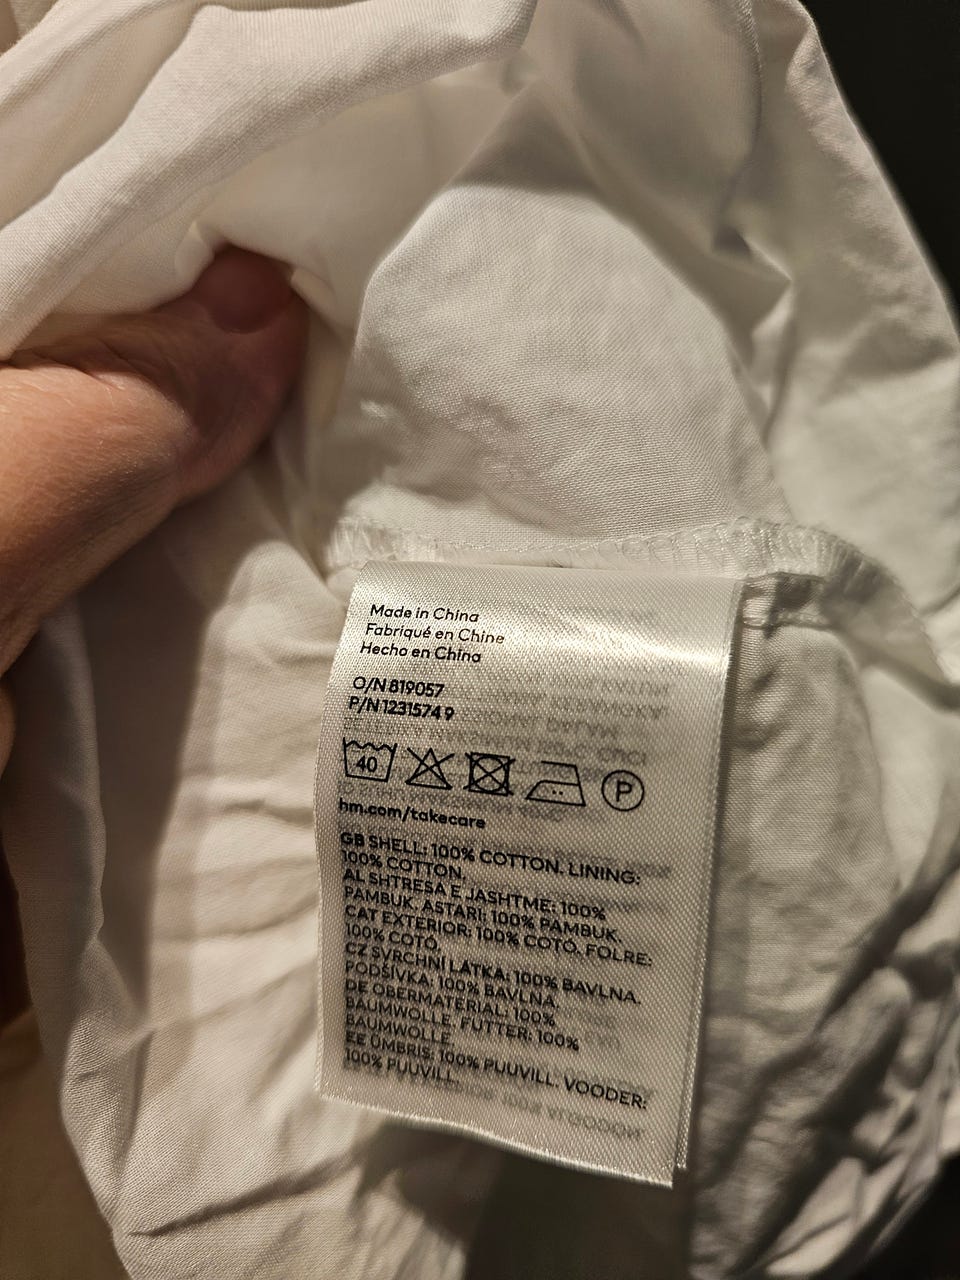 Made in China
Fabriqué en Chine
Hecho en China
O/N 819057
P/N 1231574 9
40
P
hm.com/takecare
GB SHELL: 100% COTTON. LINING:
100% COTTON.
AL SHTRESA E JASHTME: 100%
PAMBUK. ASTARI: 100% PAMBUK.
CAT EXTERIOR: 100% COTÓ. FOLRE:
100% COTÓ.
CZ SVRCHNÍ LÁTKA: 100% BAVLNA.
PODŠÍVKA: 100% BAVLNA.
DE OBERMATERIAL: 100%
BAUMWOLLE. FUTTER: 100%
BAUMWOLLE.
EE ÜMBRIS: 100% PUUVILL. VOODER:
100% PUUVILL.